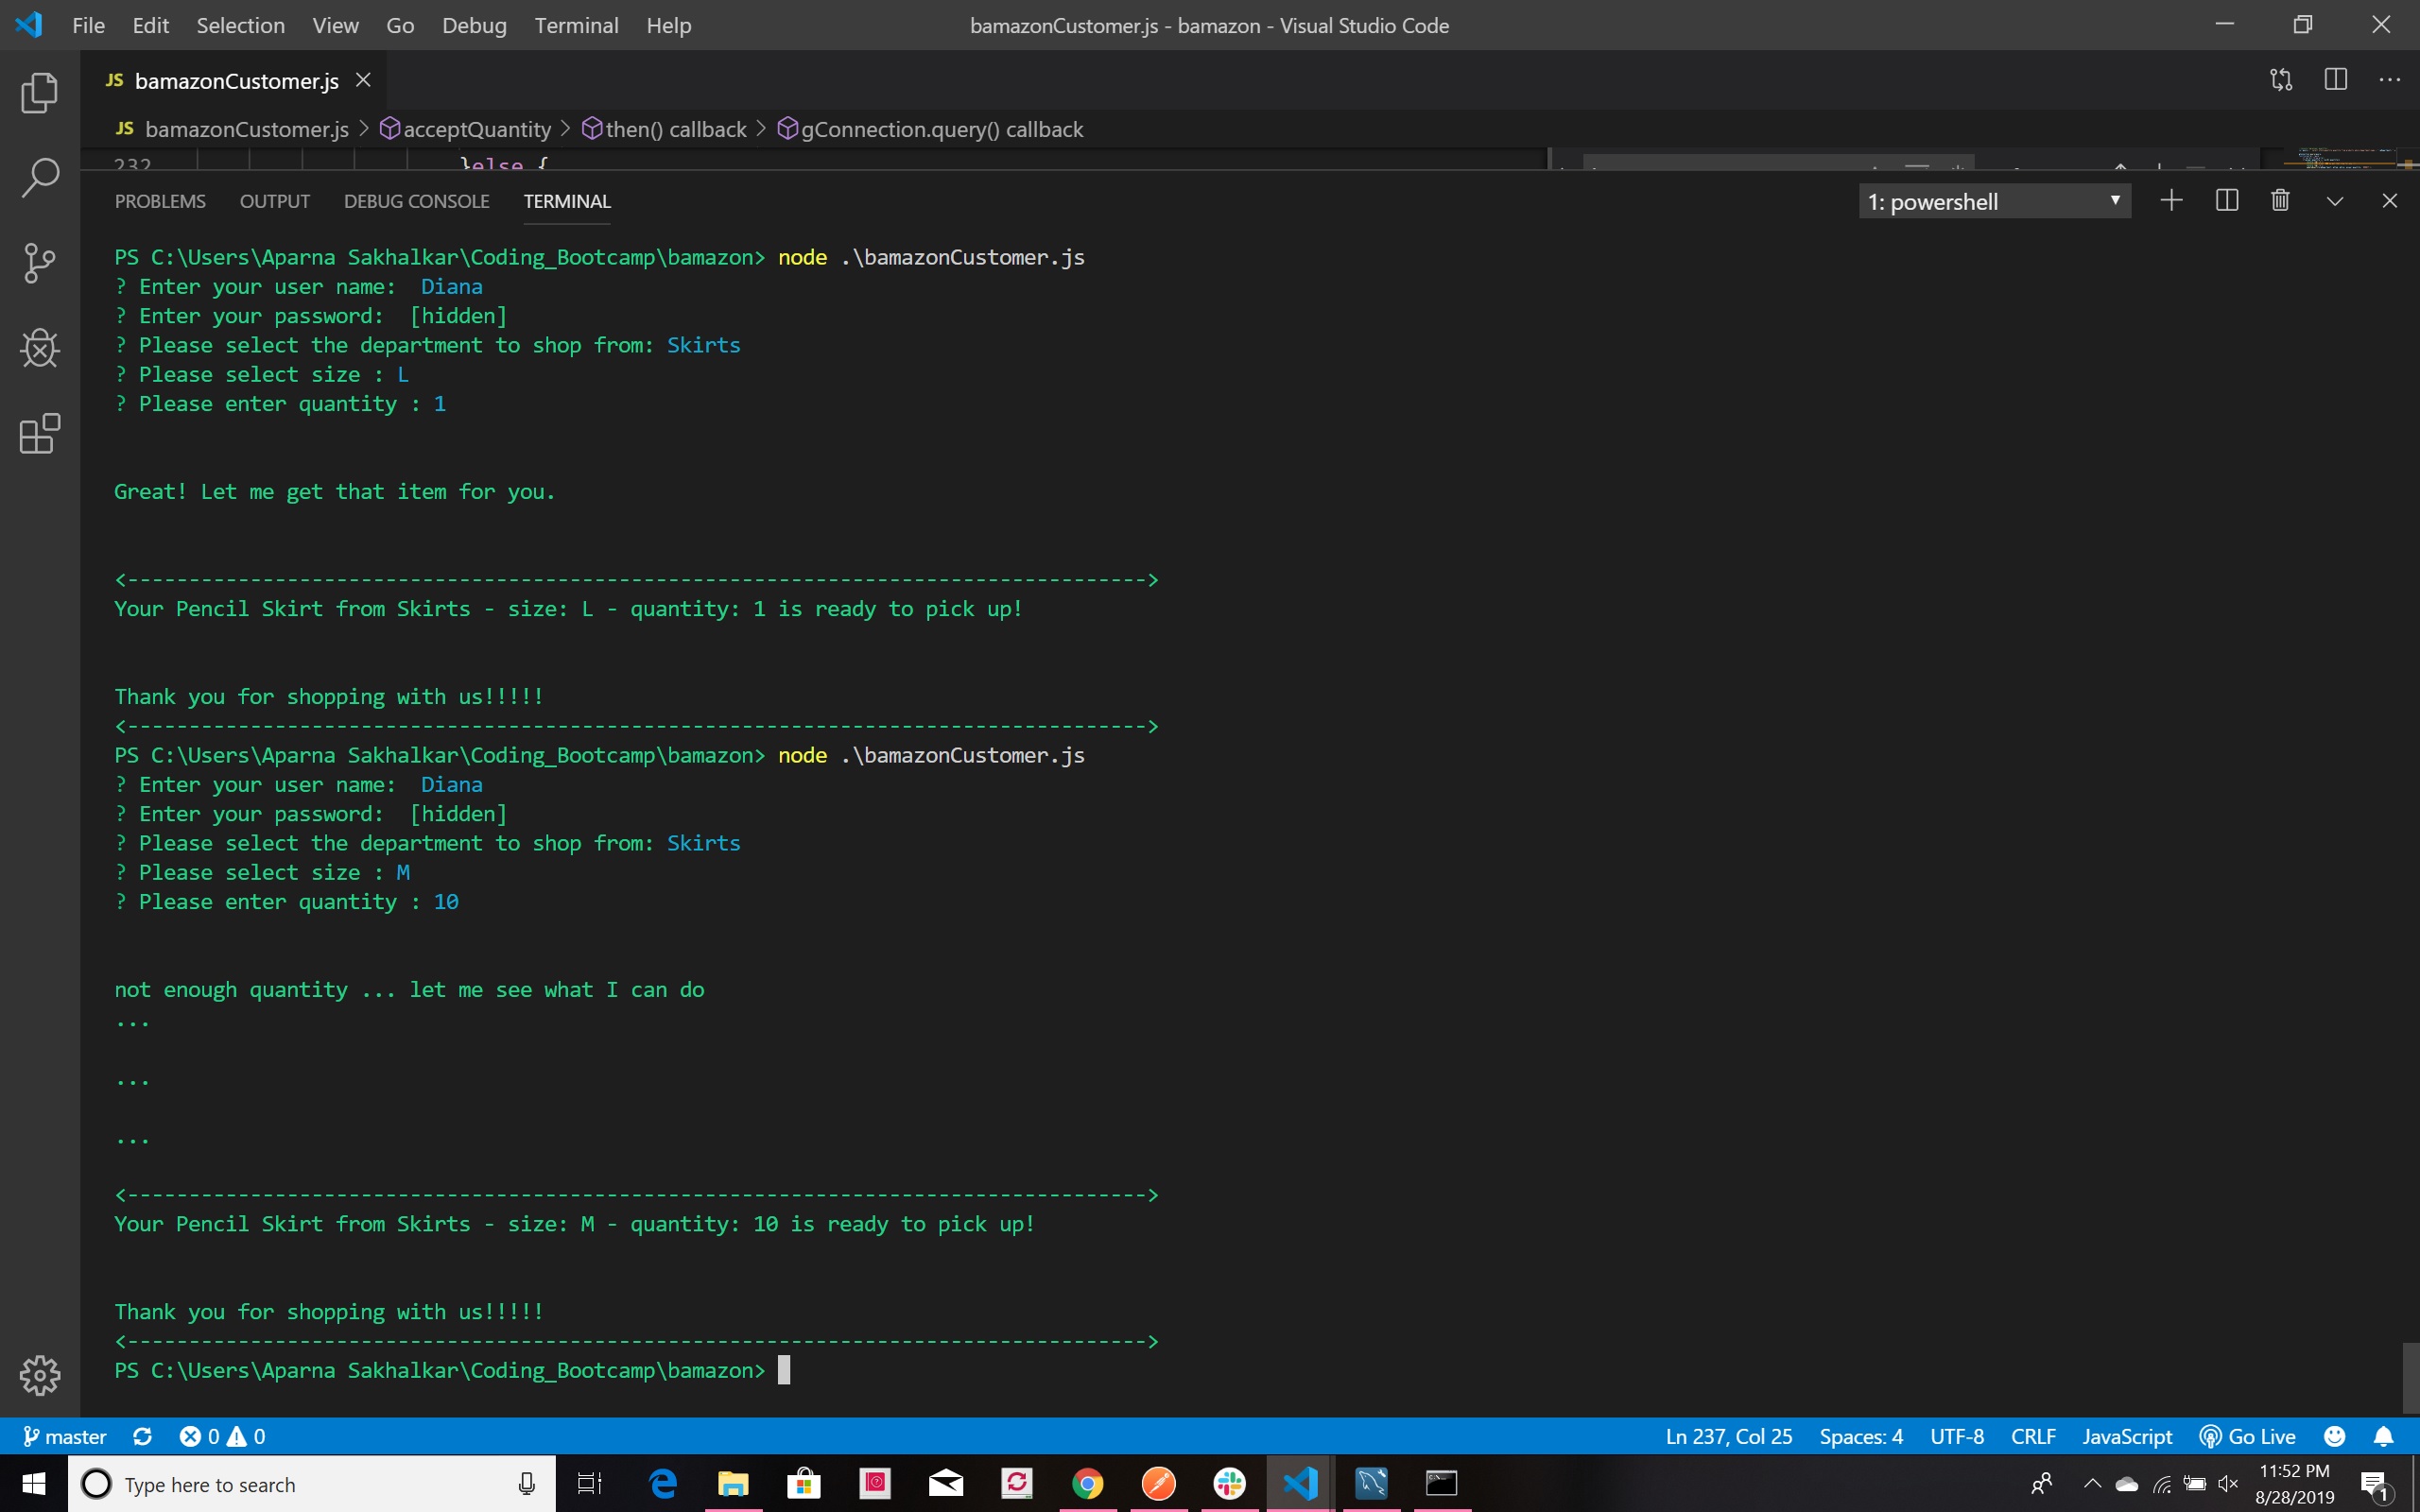 File Edit Selection View Go Debug Terminal Help bamazonCustomer.js - bamazon - Visual Studio Code
JS bamazonCustomer.js
JS bamazonCustomer.js > acceptQuantity > then() callback > gConnection.query() callback
232 }else {
PROBLEMS OUTPUT DEBUG CONSOLE TERMINAL 1: powershell
PS C:\Users\Aparna Sakhalkar\Coding_Bootcamp\bamazon> node .\bamazonCustomer.js
? Enter your user name:  Diana
? Enter your password:  [hidden]
? Please select the department to shop from: Skirts
? Please select size : L
? Please enter quantity : 1
Great! Let me get that item for you.
<----------------------------------------------------------------------------------->
Your Pencil Skirt from Skirts - size: L - quantity: 1 is ready to pick up!
Thank you for shopping with us!!!!!
<----------------------------------------------------------------------------------->
PS C:\Users\Aparna Sakhalkar\Coding_Bootcamp\bamazon> node .\bamazonCustomer.js
? Enter your user name:  Diana
? Enter your password:  [hidden]
? Please select the department to shop from: Skirts
? Please select size : M
? Please enter quantity : 10
not enough quantity ... let me see what I can do
...
...
...
<----------------------------------------------------------------------------------->
Your Pencil Skirt from Skirts - size: M - quantity: 10 is ready to pick up!
Thank you for shopping with us!!!!!
<----------------------------------------------------------------------------------->
PS C:\Users\Aparna Sakhalkar\Coding_Bootcamp\bamazon>
master 0 0 Ln 237, Col 25 Spaces: 4 UTF-8 CRLF JavaScript Go Live
Type here to search
11:52 PM
8/28/2019
1